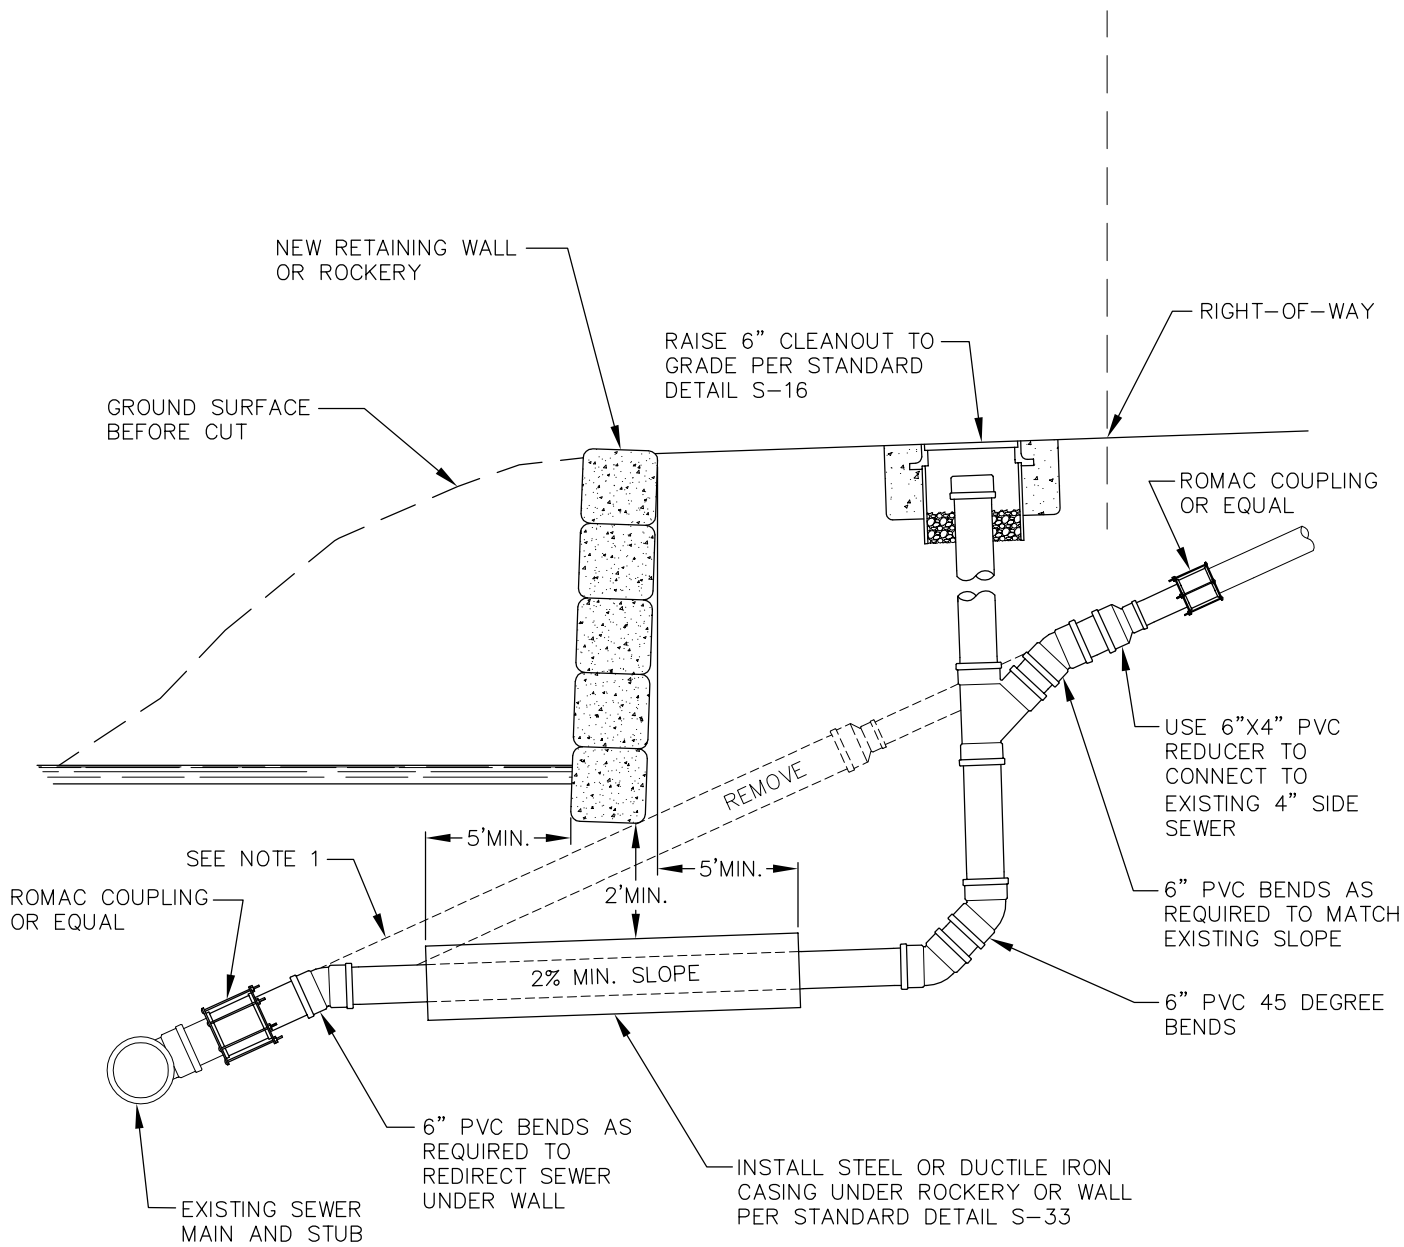 NEW RETAINING WALL
OR ROCKERY
RIGHT-OF-WAY
RAISE 6" CLEANOUT TO
GRADE PER STANDARD
DETAIL S-16
GROUND SURFACE
BEFORE CUT
ROMAC COUPLING
OR EQUAL
USE 6"X4" PVC
REDUCER TO
CONNECT TO
EXISTING 4" SIDE
SEWER
REMOVE
5'MIN.
SEE NOTE 1
5'MIN.
2'MIN.
ROMAC COUPLING
OR EQUAL
6" PVC BENDS AS
REQUIRED TO MATCH
EXISTING SLOPE
2% MIN. SLOPE
6" PVC 45 DEGREE
BENDS
6" PVC BENDS AS
REQUIRED TO
REDIRECT SEWER
UNDER WALL
INSTALL STEEL OR DUCTILE IRON
CASING UNDER ROCKERY OR WALL
PER STANDARD DETAIL S-33
EXISTING SEWER
MAIN AND STUB